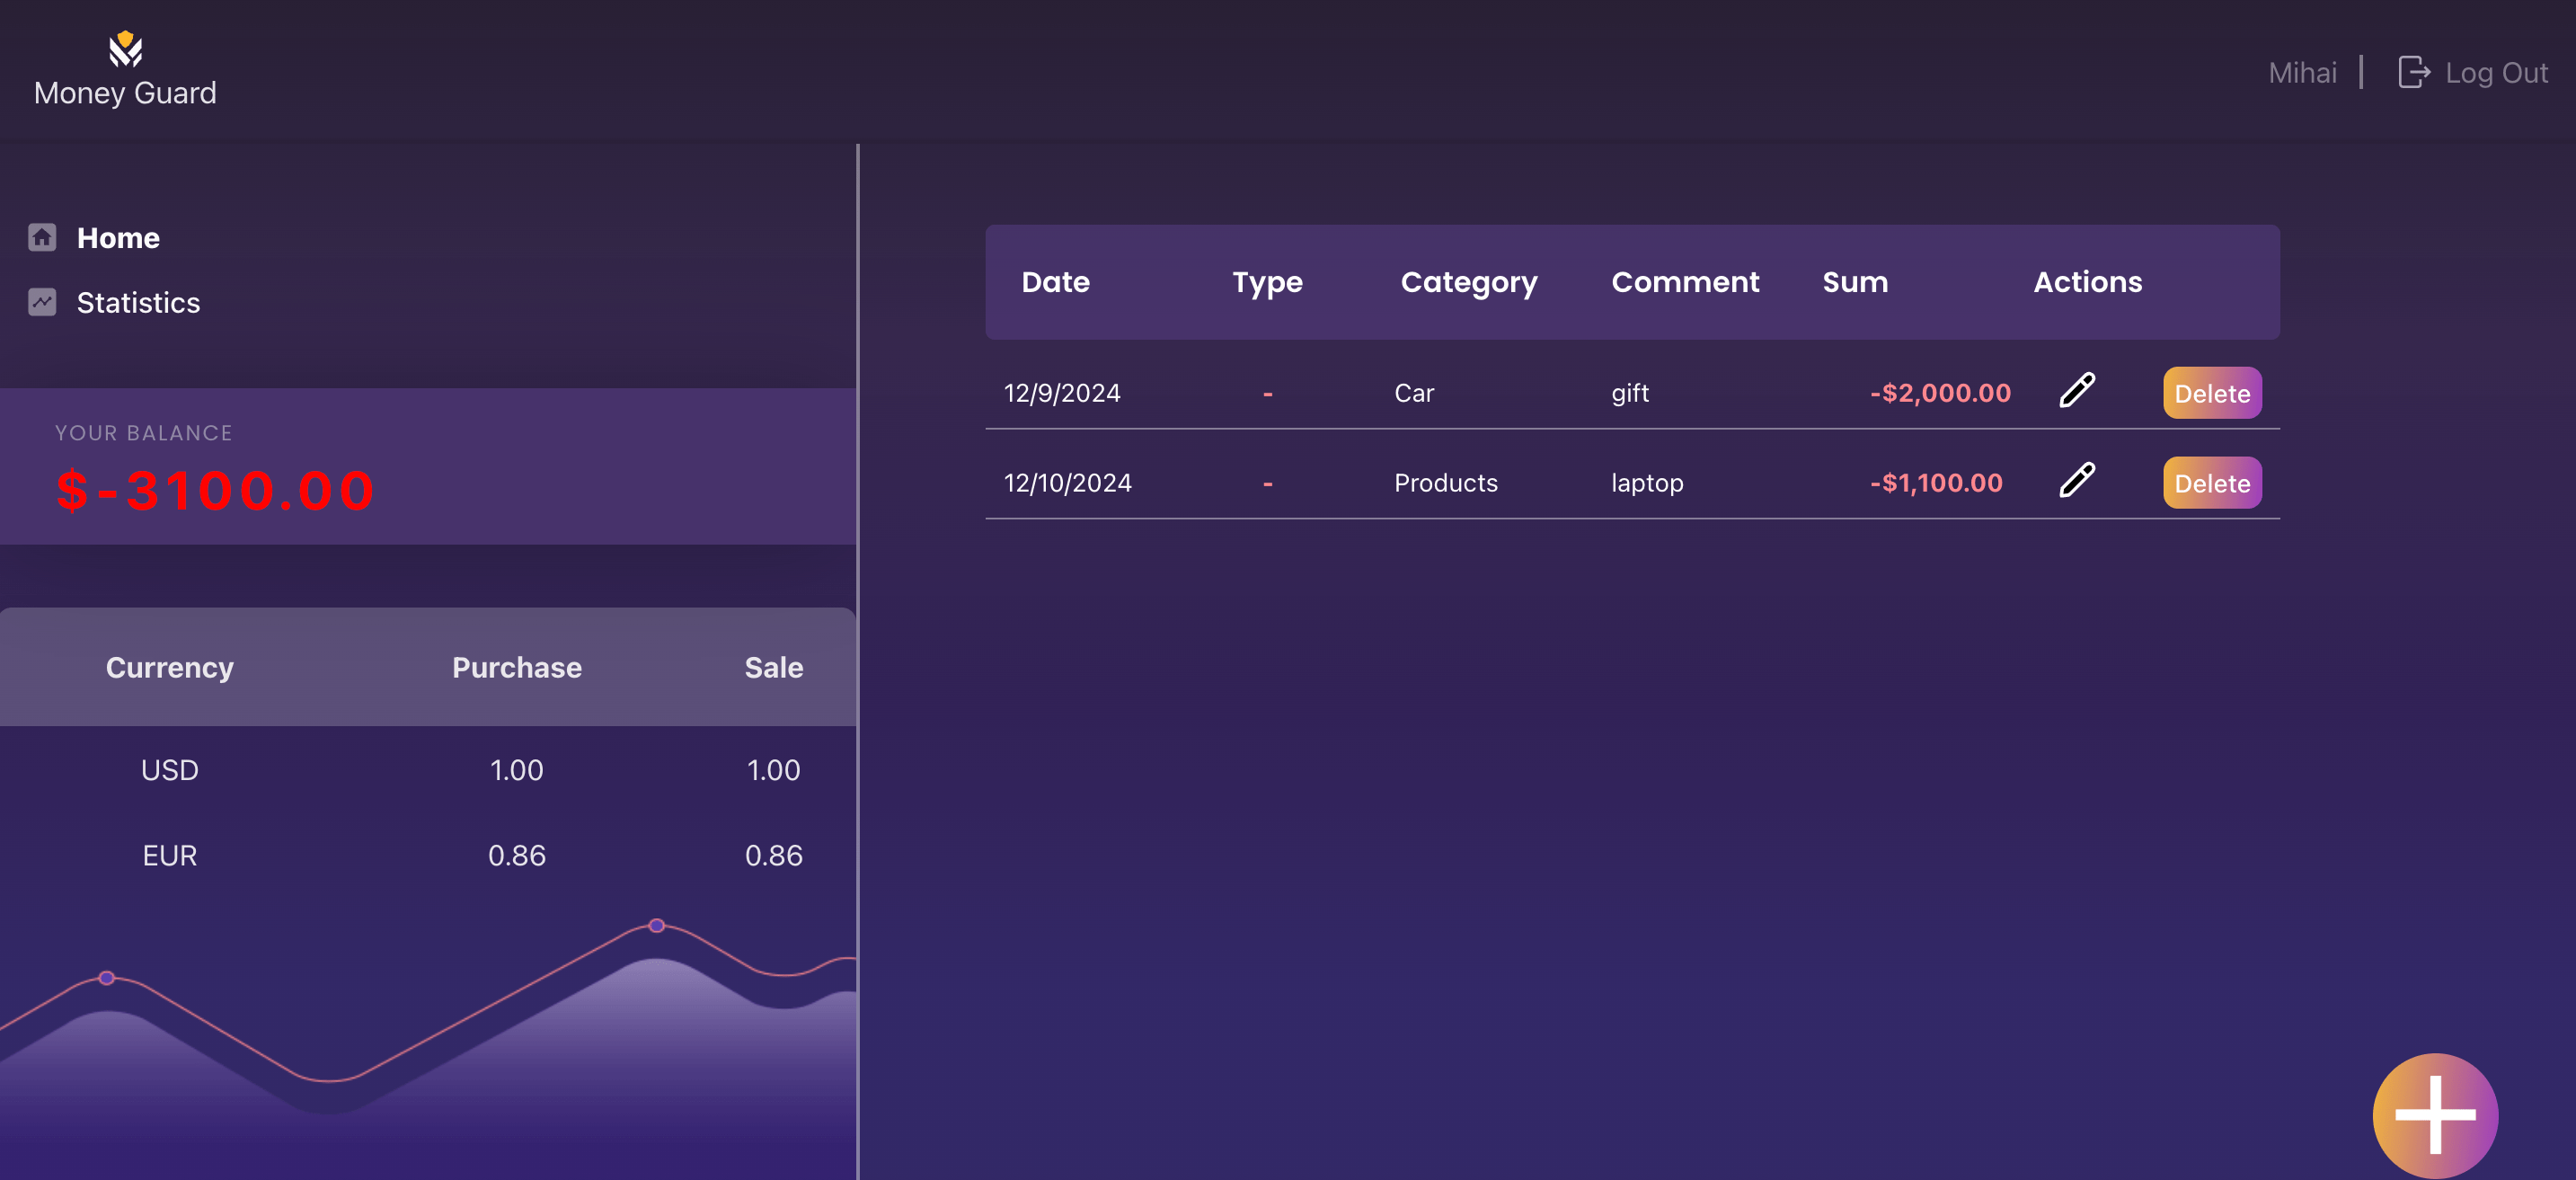 Money Guard
Mihai | Log Out
Home
Statistics
YOUR BALANCE
$-3100.00
Currency Purchase Sale
USD 1.00 1.00
EUR 0.86 0.86
Date Type Category Comment Sum Actions
12/9/2024 - Car gift -$2,000.00 Delete
12/10/2024 - Products laptop -$1,100.00 Delete